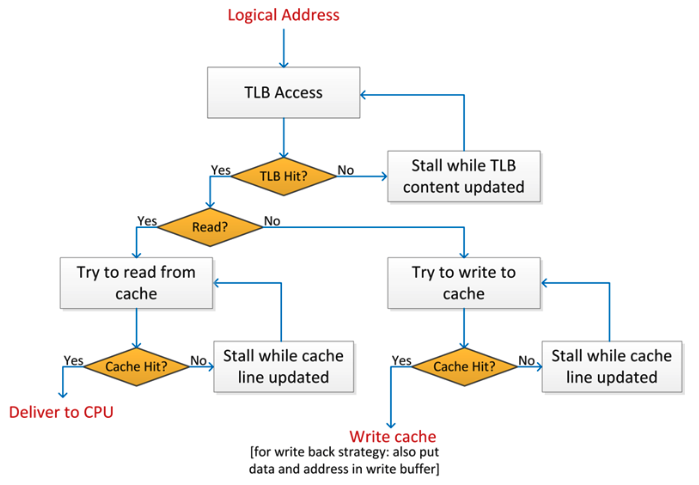 Logical Address
TLB Access
Yes
TLB Hit?
No
Stall while TLB
content updated
Yes
Read?
No
Try to read from
cache
Try to write to
cache
Yes
Cache Hit?
No
Stall while cache
line updated
Yes
Cache Hit?
No
Stall while cache
line updated
Deliver to CPU
Write cache
[for write back strategy: also put
data and address in write buffer]